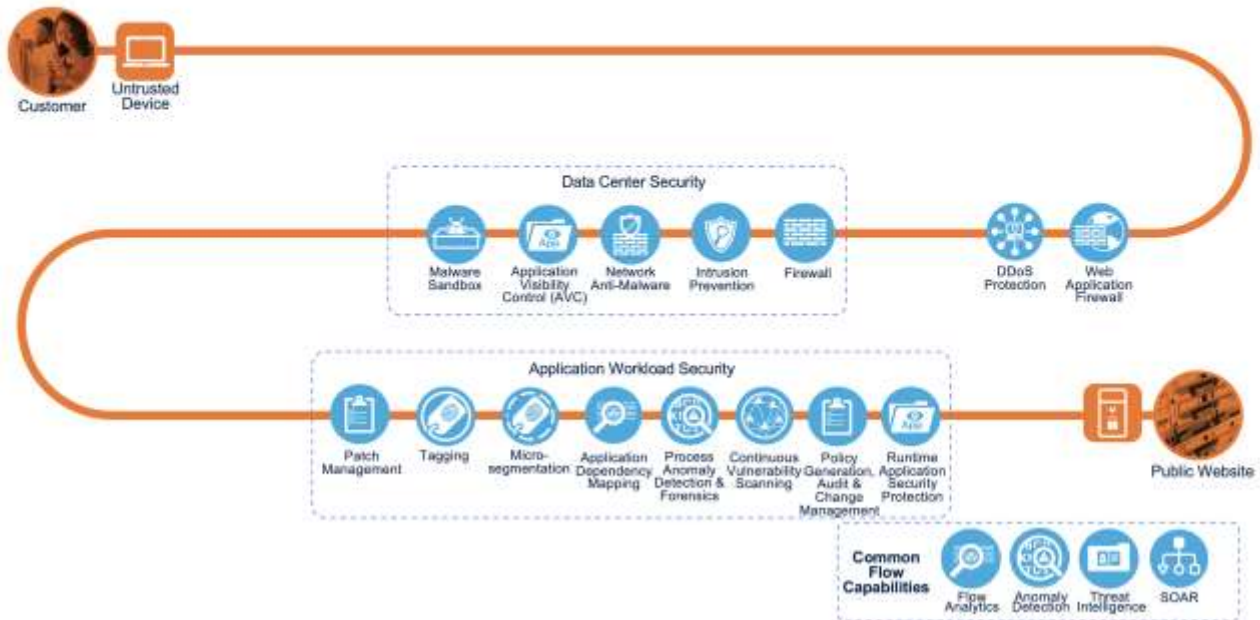 Customer
Untrusted
Device
Data Center Security
Malware
Sandbox
App
Application
Visibility
Control (AVC)
Network
Anti-Malware
Intrusion
Prevention
Firewall
DDoS
Protection
Web
Application
Firewall
Application Workload Security
Patch
Management
Tagging
Micro-
segmentation
Application
Dependency
Mapping
Process
Anomaly
Detection &
Forensics
Continuous
Vulnerability
Scanning
Policy
Generation,
Audit &
Change
Management
App
Runtime
Application
Security
Protection
Public Website
Common
Flow
Capabilities
Flow
Analytics
Anomaly
Detection
Threat
Intelligence
SOAR